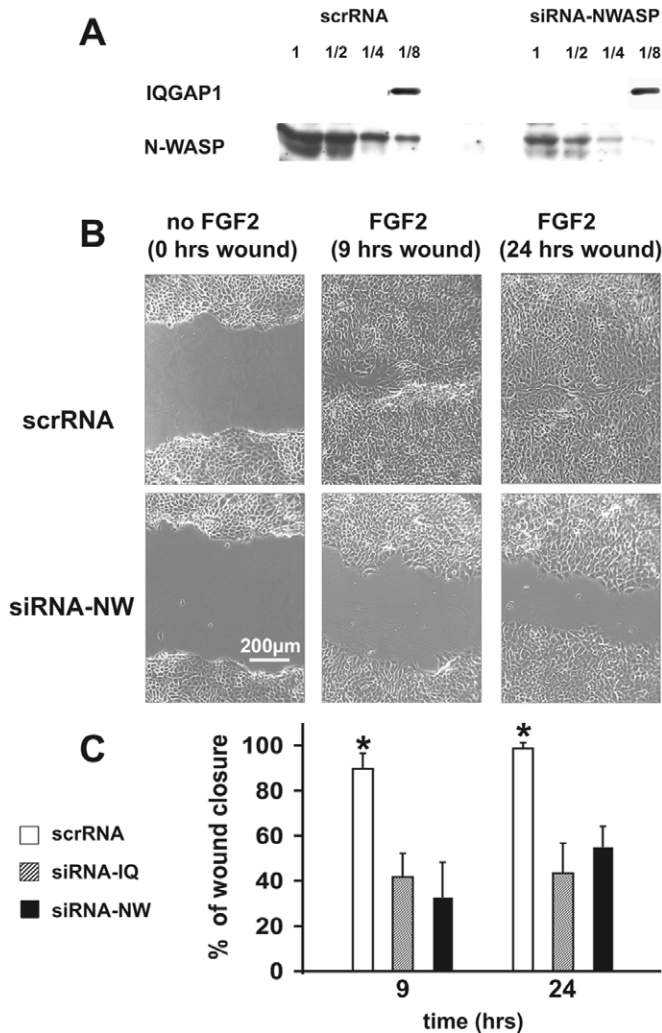 A
scrRNA siRNA-NWASP
1 1/2 1/4 1/8 1 1/2 1/4 1/8
IQGAP1
N-WASP
B
no FGF2 FGF2 FGF2
(0 hrs wound) (9 hrs wound) (24 hrs wound)
scrRNA
siRNA-NW
200µm
C
% of wound closure
100
80
60
40
20
0
* *
scrRNA
siRNA-IQ
siRNA-NW
9 24
time (hrs)